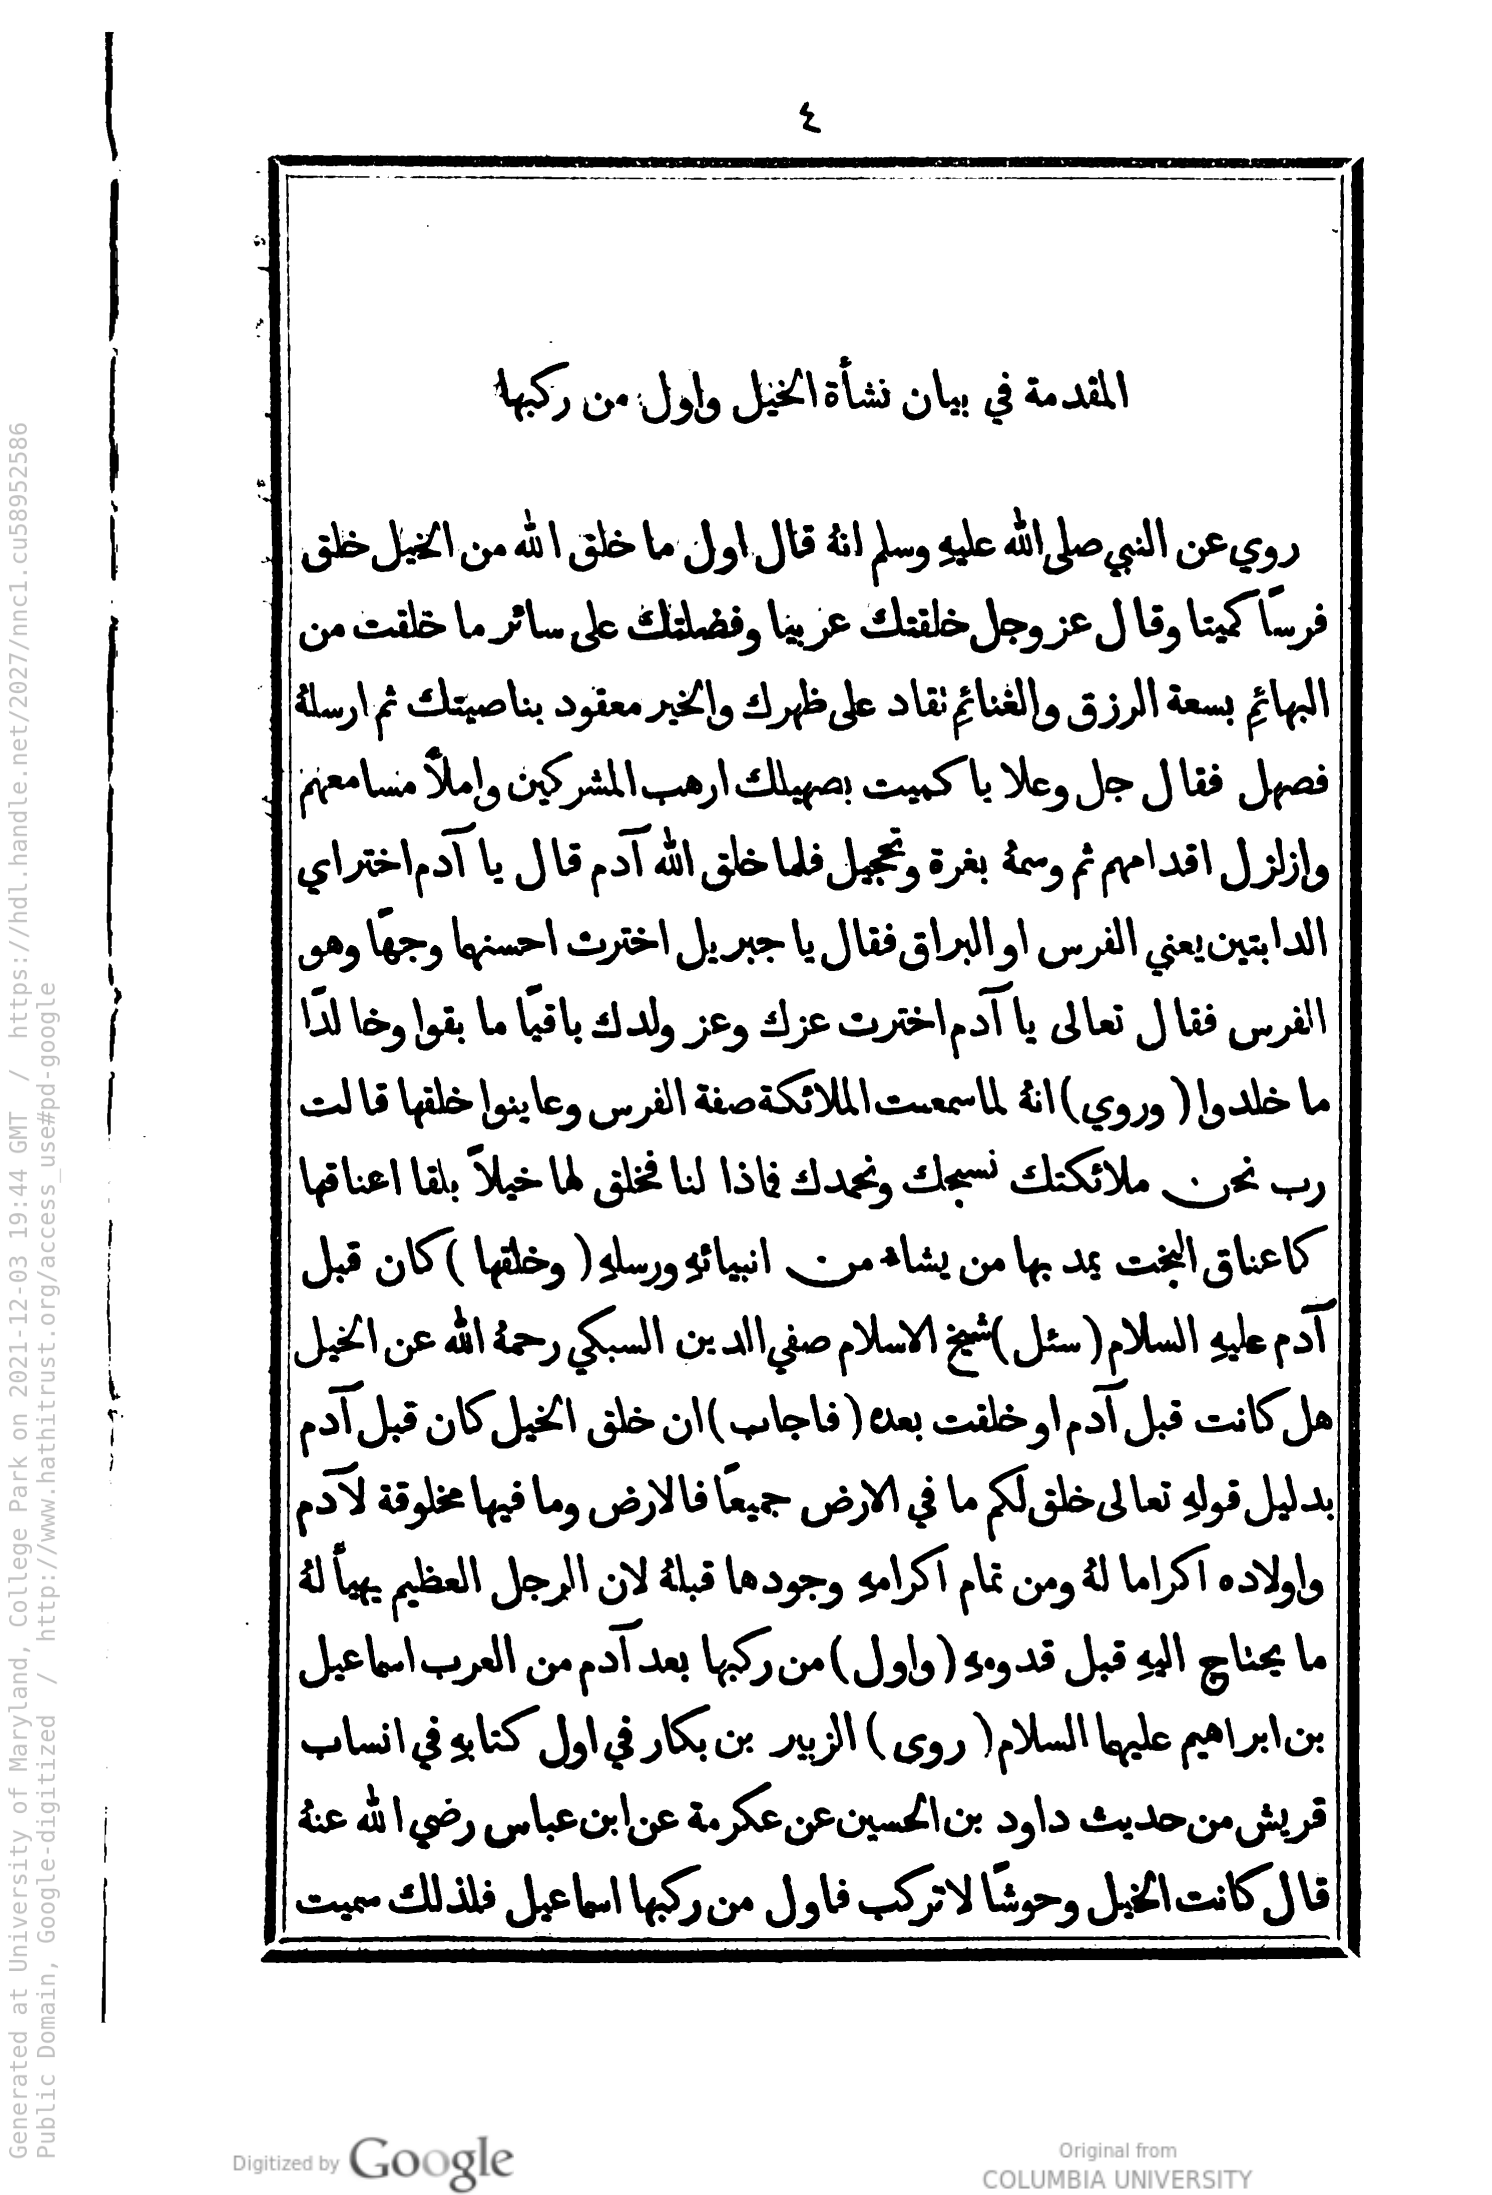 ٤
المقدمة في بيان نشأة الخيل واول من ركبها
روي عن النبي صلى الله عليهِ وسلم انهُ قال اول ما خلق الله من الخيل خلق
فرسًا كميتا وقال عز وجل خلقتك عربيا وفضلتك على سائر ما خلقت من
البهائمِ بسعة الرزق والغنائمِ نقاد على ظهرك والخير معقود بناصيتك ثم ارسلهُ
فصهل فقال جل وعلا يا كميت بصهيلك ارهب المشركين واملأ مسامعهم
وازلزل اقدامهم ثم وسمهُ بغرة وتحجيل فلما خلق الله آدم قال يا آدم اختر اي
الدابتين يعني الفرس او البراق فقال يا جبريل اخترت احسنهما وجهًا وهو
الفرس فقال تعالى يا آدم اخترت عزك وعز ولدك باقيًا ما بقوا وخالدًا
ما خلدوا ( وروي ) انهُ لما سمعت الملائكة صفة الفرس وعاينوا خلقها قالت
رب نحن ملائكتك نسبحك ونحمدك فماذا لنا فخلق لها خيلاً بلقا اعناقها
كاعناق البخت يمد بها من يشاء من انبيائهِ ورسلهِ ( وخلقها ) كان قبل
آدم عليهِ السلام ( سئل ) شيخ الاسلام صفي الدين السبكي رحمهُ الله عن الخيل
هل كانت قبل آدم او خلقت بعده ( فاجاب ) ان خلق الخيل كان قبل آدم
بدليل قولهِ تعالى خلق لكم ما في الارض جميعًا فالارض وما فيها مخلوقة لآدم
واولاده اكراما لهُ ومن تمام اكرامهِ وجودها قبلهُ لان الرجل العظيم يهيأ لهُ
ما يحتاج اليهِ قبل قدومهِ ( واول ) من ركبها بعد آدم من العرب اسماعيل
بن ابراهيم عليهما السلام ( روى ) الزبير بن بكار في اول كتابهِ في انساب
قريش من حديث داود بن الحسين عن عكرمة عن ابن عباس رضي الله عنهُ
قال كانت الخيل وحوشًا لا تركب فاول من ركبها اسماعيل فلذلك سميت
Generated at University of Maryland, College Park on 2021-12-03 19:44 GMT / https://hdl.handle.net/2027/nnc1.cu58952586
Public Domain, Google-digitized / http://www.hathitrust.org/access_use#pd-google
Digitized by Google
Original from
COLUMBIA UNIVERSITY